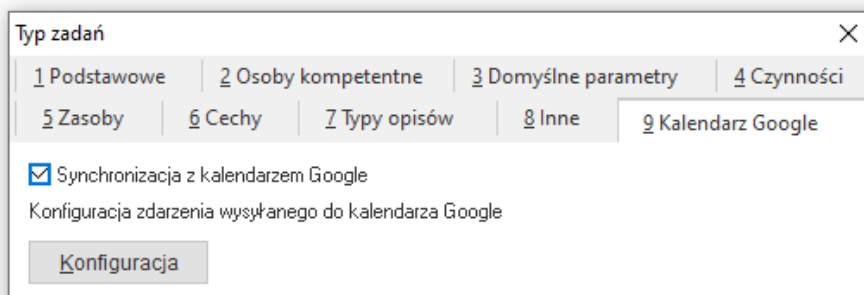 Typ zadań
1 Podstawowe 2 Osoby kompetentne 3 Domyślne parametry 4 Czynności
5 Zasoby 6 Cechy 7 Typy opisów 8 Inne 9 Kalendarz Google
Synchronizacja z kalendarzem Google
Konfiguracja zdarzenia wysyłanego do kalendarza Google
Konfiguracja